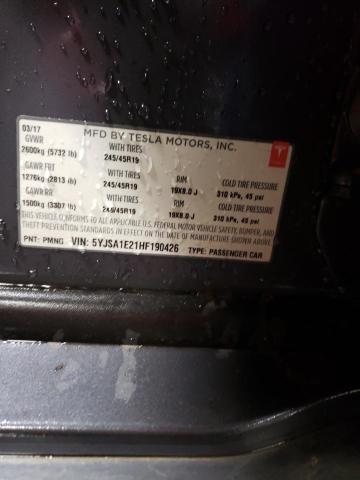 03/17 MFD BY TESLA MOTORS, INC.
GVWR WITH TIRES
2600kg (5732 lb) 245/45R19
GAWR FRT WITH TIRES RIM COLD TIRE PRESSURE
1276kg (2813 lb) 245/45R19 19X8.0 J 310 kPa, 45 psi
GAWR RR WITH TIRES RIM COLD TIRE PRESSURE
1500kg (3307 lb) 245/45R19 19X8.0 J 310 kPa, 45 psi
THIS VEHICLE CONFORMS TO ALL APPLICABLE U.S. FEDERAL MOTOR VEHICLE SAFETY, BUMPER, AND
THEFT PREVENTION STANDARDS IN EFFECT ON THE DATE OF MANUFACTURE SHOWN ABOVE.
PNT: PMNG VIN: 5YJSA1E21HF190426 TYPE: PASSENGER CAR